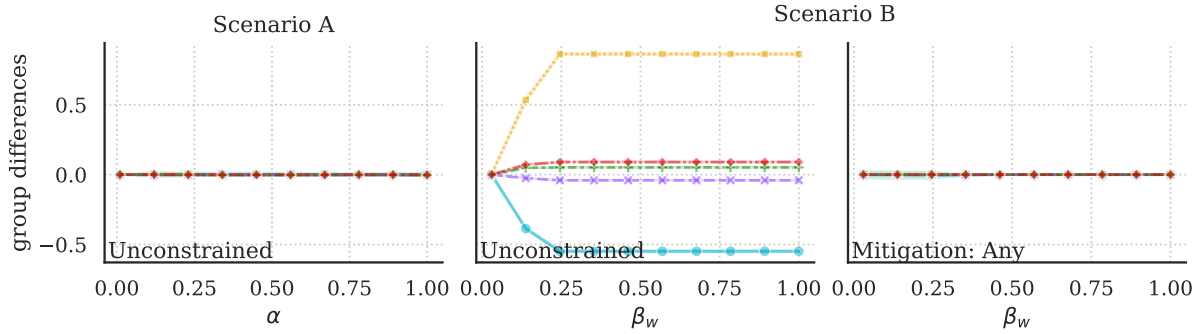 Scenario A
Scenario B
group differences
0.5
0.0
−0.5
Unconstrained
Unconstrained
Mitigation: Any
0.00 0.25 0.50 0.75 1.00
0.00 0.25 0.50 0.75 1.00
0.00 0.25 0.50 0.75 1.00
α
β_w
β_w